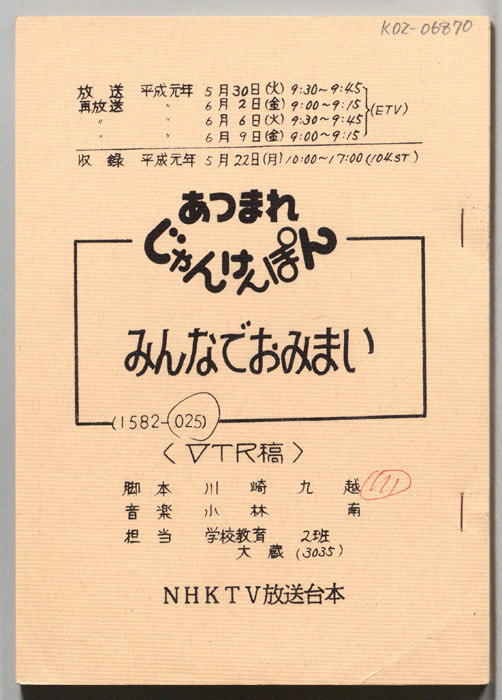 K02-06870
放送 平成元年 5月30日(火) 9:30〜9:45
再放送 〃 6月2日(金) 9:00〜9:15 (ETV)
〃 〃 6月6日(火) 9:30〜9:45
〃 〃 6月9日(金) 9:00〜9:15
収録 平成元年 5月22日(月) 10:00〜17:00 (104ST)
あつまれ
じゃんけんぽん
みんなでおみまい
(1582-025)
〈VTR稿〉
脚本 川崎九越
音楽 小林南
担当 学校教育 2班
大蔵 (3035)
NHKTV放送台本